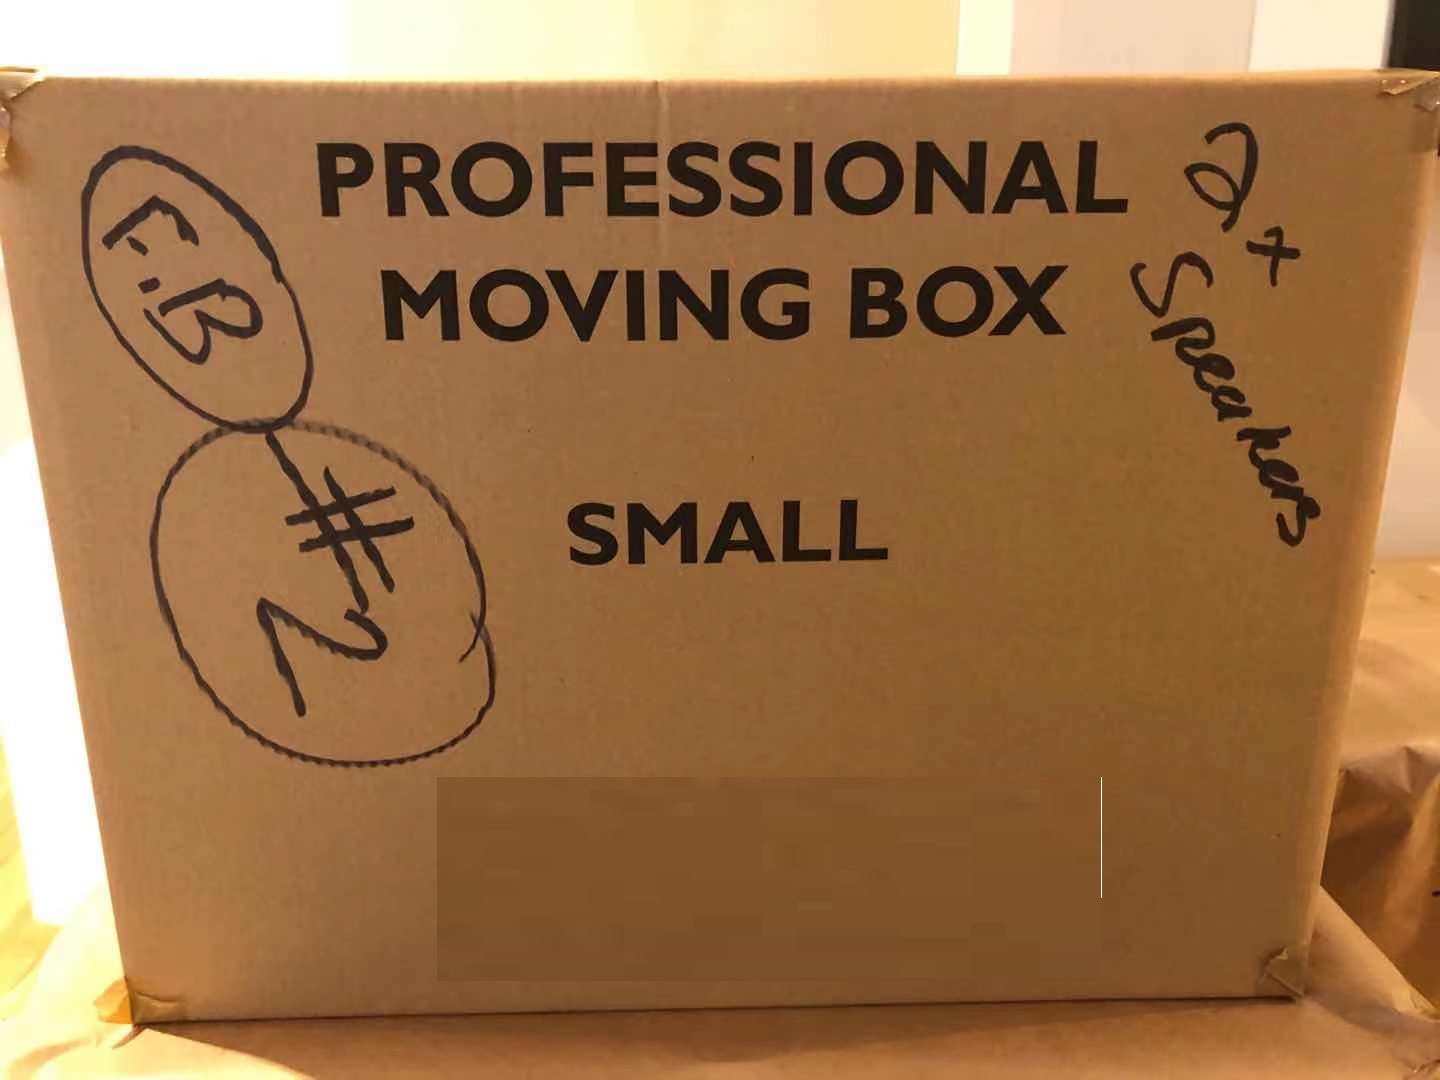 PROFESSIONAL
MOVING BOX
SMALL
F.B
#2
2x
Speakers